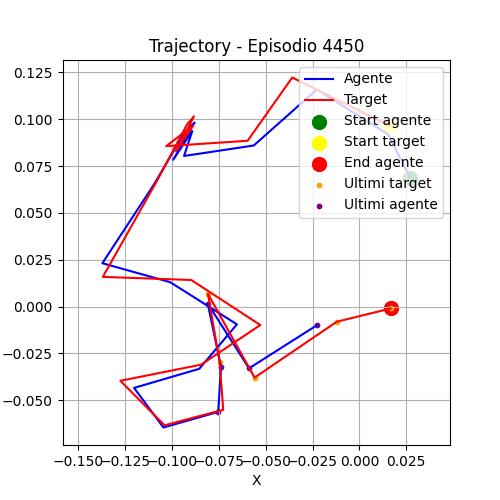 Trajectory - Episodio 4450
Agente
Target
Start agente
Start target
End agente
Ultimi target
Ultimi agente
0.125
0.100
0.075
0.050
0.025
0.000
−0.025
−0.050
−0.150 −0.125 −0.100 −0.075 −0.050 −0.025 0.000 0.025
X